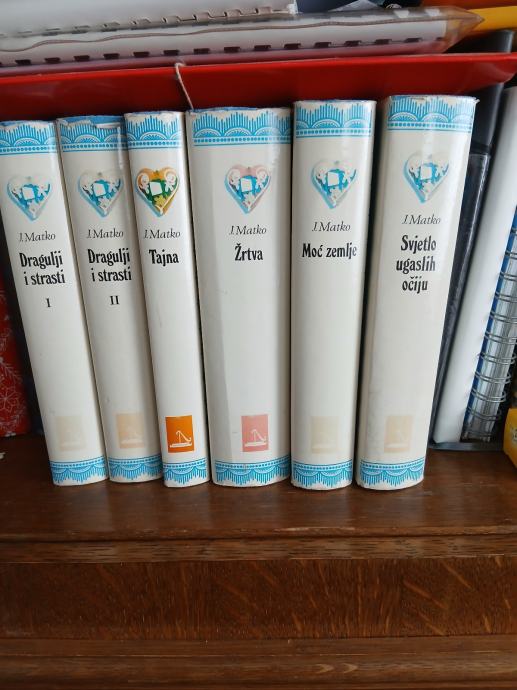 J. Matko
Dragulji
i strasti
I
J. Matko
Dragulji
i strasti
II
J. Matko
Tajna
J. Matko
Žrtva
J. Matko
Moć zemlje
J. Matko
Svjetlo
ugaslih
očiju